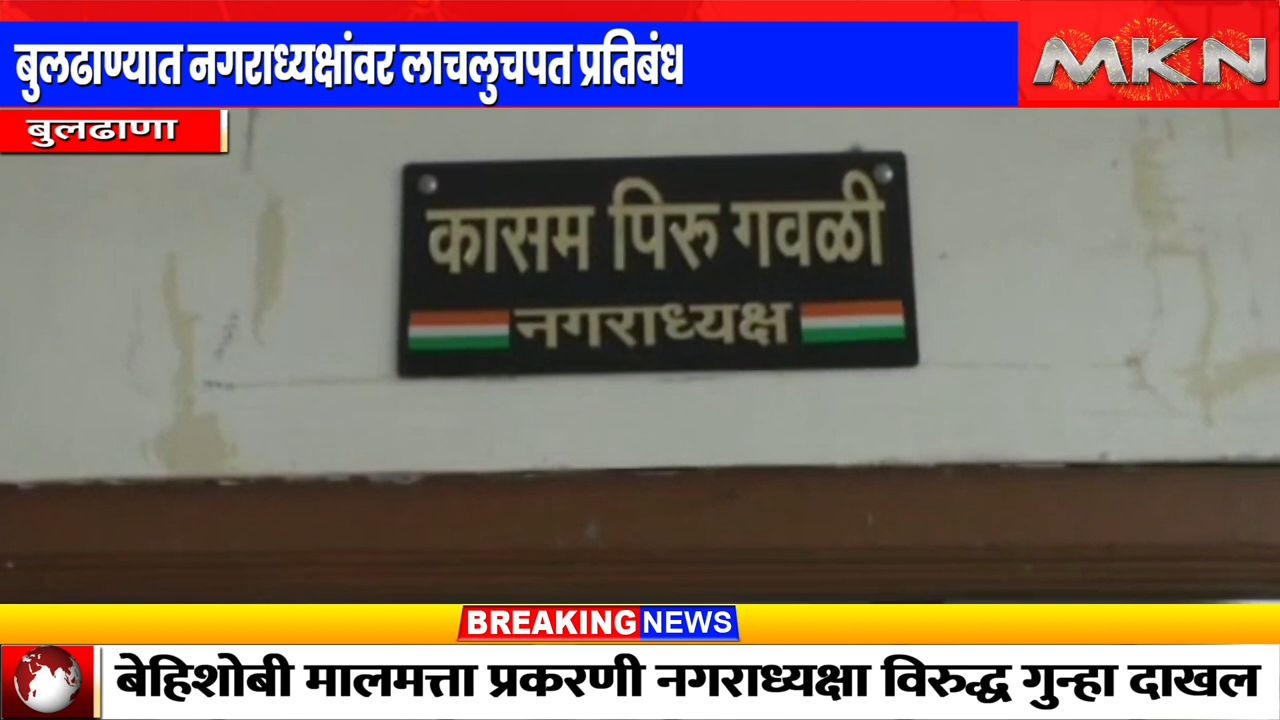 बुलढाण्यात नगराध्यक्षांवर लाचलुचपत प्रतिबंध
MKN
बुलढाणा
कासम पिरु गवळी
नगराध्यक्ष
BREAKING NEWS
बेहिशोबी मालमत्ता प्रकरणी नगराध्यक्षा विरुद्ध गुन्हा दाखल